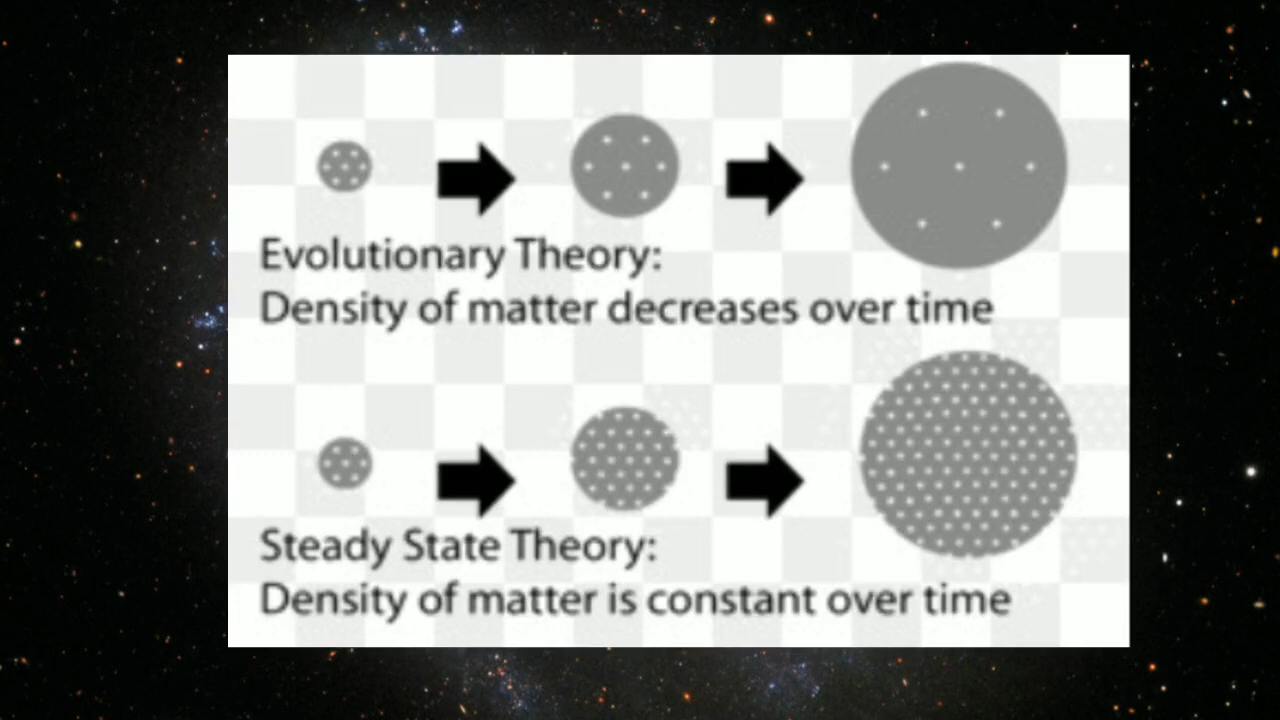 Evolutionary Theory:
Density of matter decreases over time
Steady State Theory:
Density of matter is constant over time